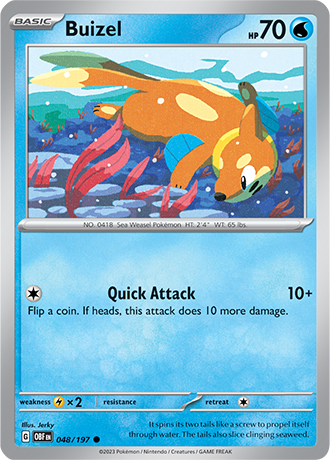 BASIC Buizel HP 70
NO. 0418 Sea Weasel Pokémon HT: 2'4" WT: 65 lbs.
Quick Attack 10+
Flip a coin. If heads, this attack does 10 more damage.
weakness ×2 resistance retreat
Illus. Jerky
G OBF EN 048/197
It spins its two tails like a screw to propel itself
through water. The tails also slice clinging seaweed.
©2023 Pokémon / Nintendo / Creatures / GAME FREAK